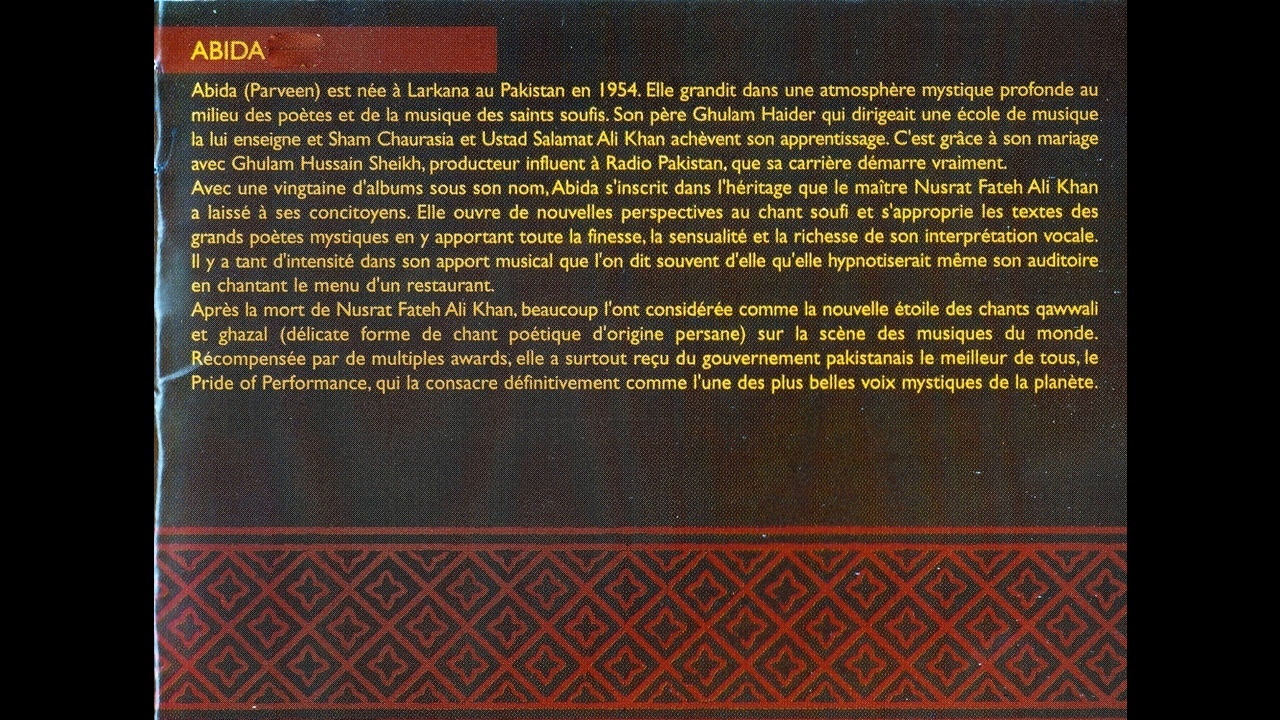 ABIDA
Abida (Parveen) est née à Larkana au Pakistan en 1954. Elle grandit dans une atmosphère mystique profonde au
milieu des poètes et de la musique des saints soufis. Son père Ghulam Haider qui dirigeait une école de musique
la lui enseigne et Sham Chaurasia et Ustad Salamat Ali Khan achèvent son apprentissage. C'est grâce à son mariage
avec Ghulam Hussain Sheikh, producteur influent à Radio Pakistan, que sa carrière démarre vraiment.
Avec une vingtaine d'albums sous son nom, Abida s'inscrit dans l'héritage que le maître Nusrat Fateh Ali Khan
a laissé à ses concitoyens. Elle ouvre de nouvelles perspectives au chant soufi et s'approprie les textes des
grands poètes mystiques en y apportant toute la finesse, la sensualité et la richesse de son interprétation vocale.
Il y a tant d'intensité dans son apport musical que l'on dit souvent d'elle qu'elle hypnotiserait même son auditoire
en chantant le menu d'un restaurant.
Après la mort de Nusrat Fateh Ali Khan, beaucoup l'ont considérée comme la nouvelle étoile des chants qawwali
et ghazal (délicate forme de chant poétique d'origine persane) sur la scène des musiques du monde.
Récompensée par de multiples awards, elle a surtout reçu du gouvernement pakistanais le meilleur de tous, le
Pride of Performance, qui la consacre définitivement comme l'une des plus belles voix mystiques de la planète.